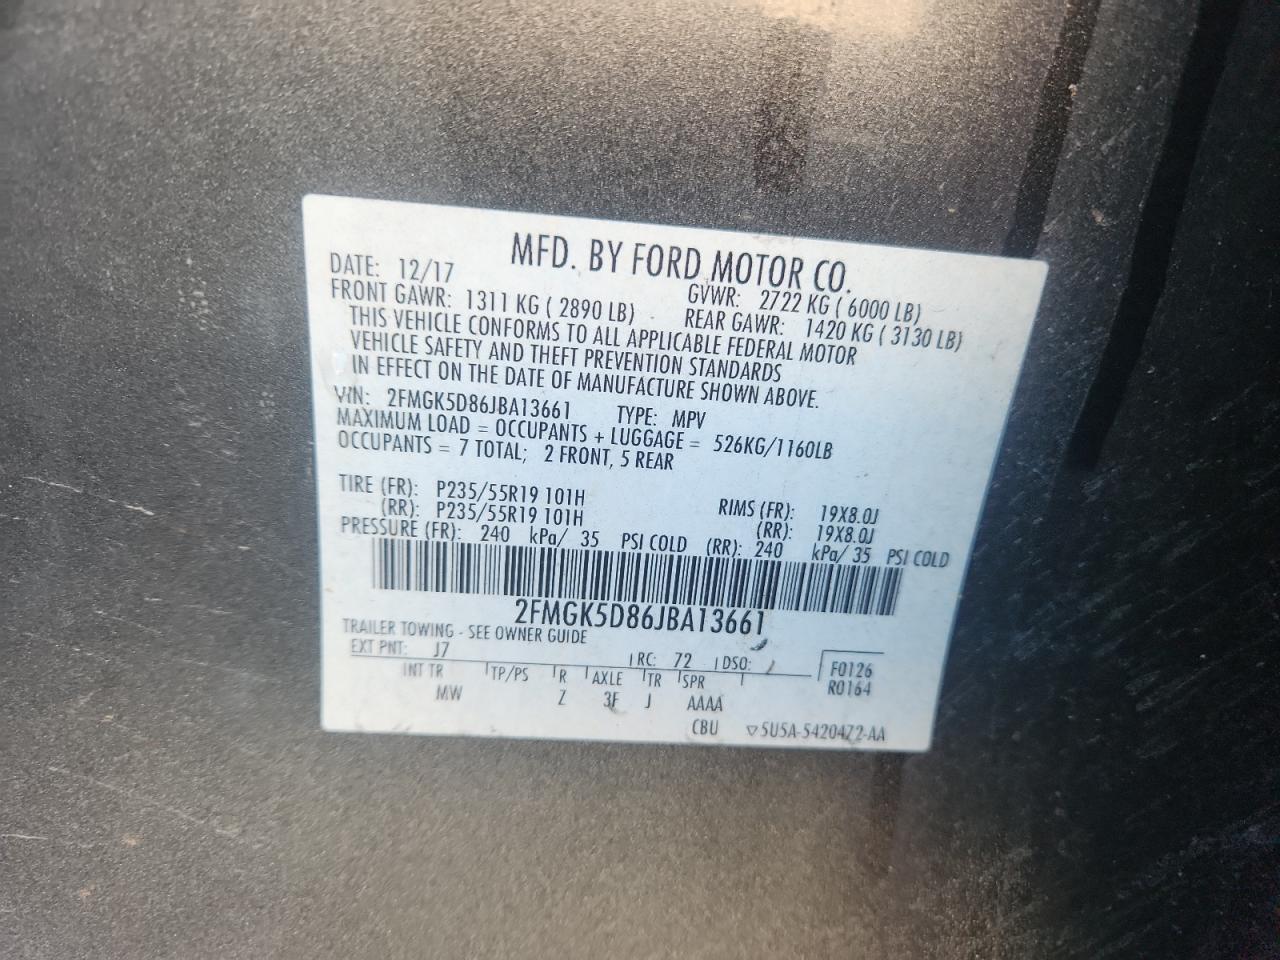 MFD. BY FORD MOTOR CO.
DATE: 12/17 GVWR: 2722 KG ( 6000 LB)
FRONT GAWR: 1311 KG ( 2890 LB) REAR GAWR: 1420 KG ( 3130 LB)
THIS VEHICLE CONFORMS TO ALL APPLICABLE FEDERAL MOTOR
VEHICLE SAFETY AND THEFT PREVENTION STANDARDS
IN EFFECT ON THE DATE OF MANUFACTURE SHOWN ABOVE.
VIN: 2FMGK5D86JBA13661 TYPE: MPV
MAXIMUM LOAD = OCCUPANTS + LUGGAGE = 526KG/1160LB
OCCUPANTS = 7 TOTAL; 2 FRONT, 5 REAR
TIRE (FR): P235/55R19 101H RIMS (FR): 19X8.0J
(RR): P235/55R19 101H (RR): 19X8.0J
PRESSURE (FR): 240 kPa/ 35 PSI COLD (RR): 240 kPa/ 35 PSI COLD
2FMGK5D86JBA13661
TRAILER TOWING - SEE OWNER GUIDE
EXT PNT: J7 RC: 72 DSO: F0126
INT TR TP/PS R AXLE TR SPR R0164
MW Z 3F J AAAA
CBU ▽5U5A-5420472-AA